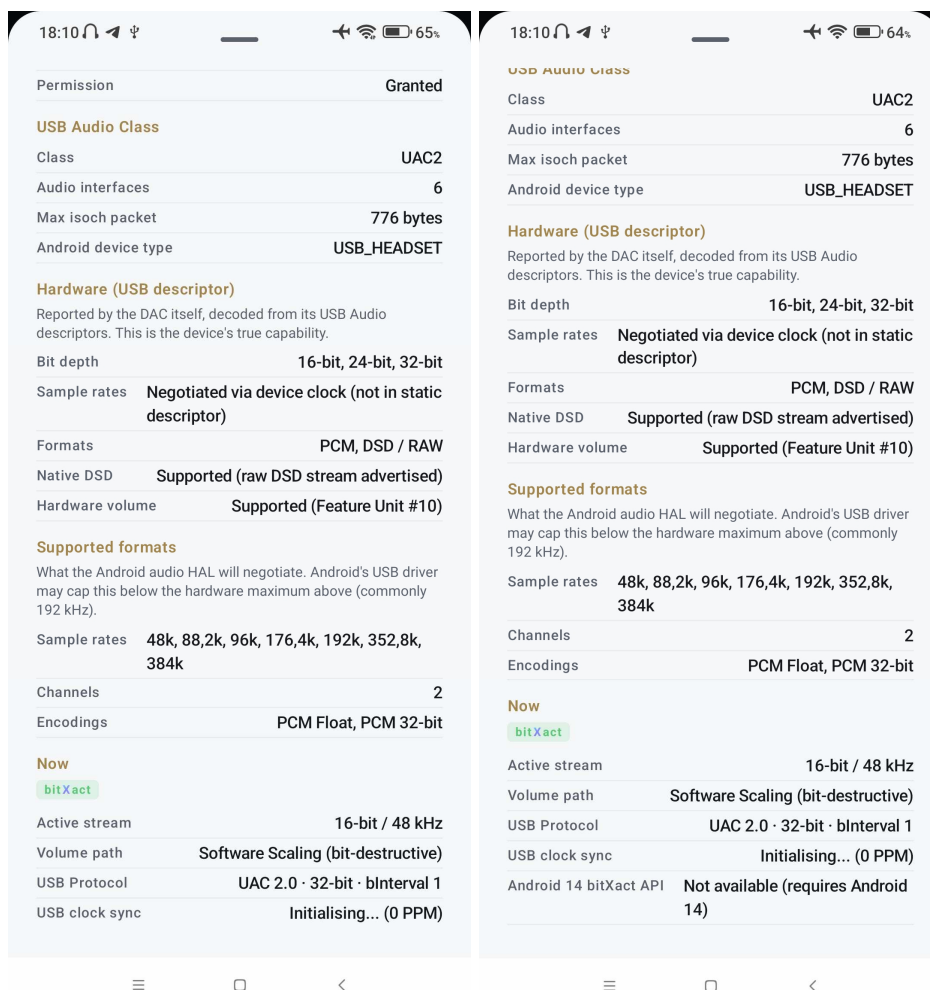 18:10 65%
Permission Granted
USB Audio Class
Class UAC2
Audio interfaces 6
Max isoch packet 776 bytes
Android device type USB_HEADSET
Hardware (USB descriptor)
Reported by the DAC itself, decoded from its USB Audio
descriptors. This is the device's true capability.
Bit depth 16-bit, 24-bit, 32-bit
Sample rates Negotiated via device clock (not in static
descriptor)
Formats PCM, DSD / RAW
Native DSD Supported (raw DSD stream advertised)
Hardware volume Supported (Feature Unit #10)
Supported formats
What the Android audio HAL will negotiate. Android's USB driver
may cap this below the hardware maximum above (commonly
192 kHz).
Sample rates 48k, 88,2k, 96k, 176,4k, 192k, 352,8k,
384k
Channels 2
Encodings PCM Float, PCM 32-bit
Now
bitXact
Active stream 16-bit / 48 kHz
Volume path Software Scaling (bit-destructive)
USB Protocol UAC 2.0 · 32-bit · bInterval 1
USB clock sync Initialising... (0 PPM)
18:10 64%
USB Audio Class
Class UAC2
Audio interfaces 6
Max isoch packet 776 bytes
Android device type USB_HEADSET
Hardware (USB descriptor)
Reported by the DAC itself, decoded from its USB Audio
descriptors. This is the device's true capability.
Bit depth 16-bit, 24-bit, 32-bit
Sample rates Negotiated via device clock (not in static
descriptor)
Formats PCM, DSD / RAW
Native DSD Supported (raw DSD stream advertised)
Hardware volume Supported (Feature Unit #10)
Supported formats
What the Android audio HAL will negotiate. Android's USB driver
may cap this below the hardware maximum above (commonly
192 kHz).
Sample rates 48k, 88,2k, 96k, 176,4k, 192k, 352,8k,
384k
Channels 2
Encodings PCM Float, PCM 32-bit
Now
bitXact
Active stream 16-bit / 48 kHz
Volume path Software Scaling (bit-destructive)
USB Protocol UAC 2.0 · 32-bit · bInterval 1
USB clock sync Initialising... (0 PPM)
Android 14 bitXact API Not available (requires Android
14)